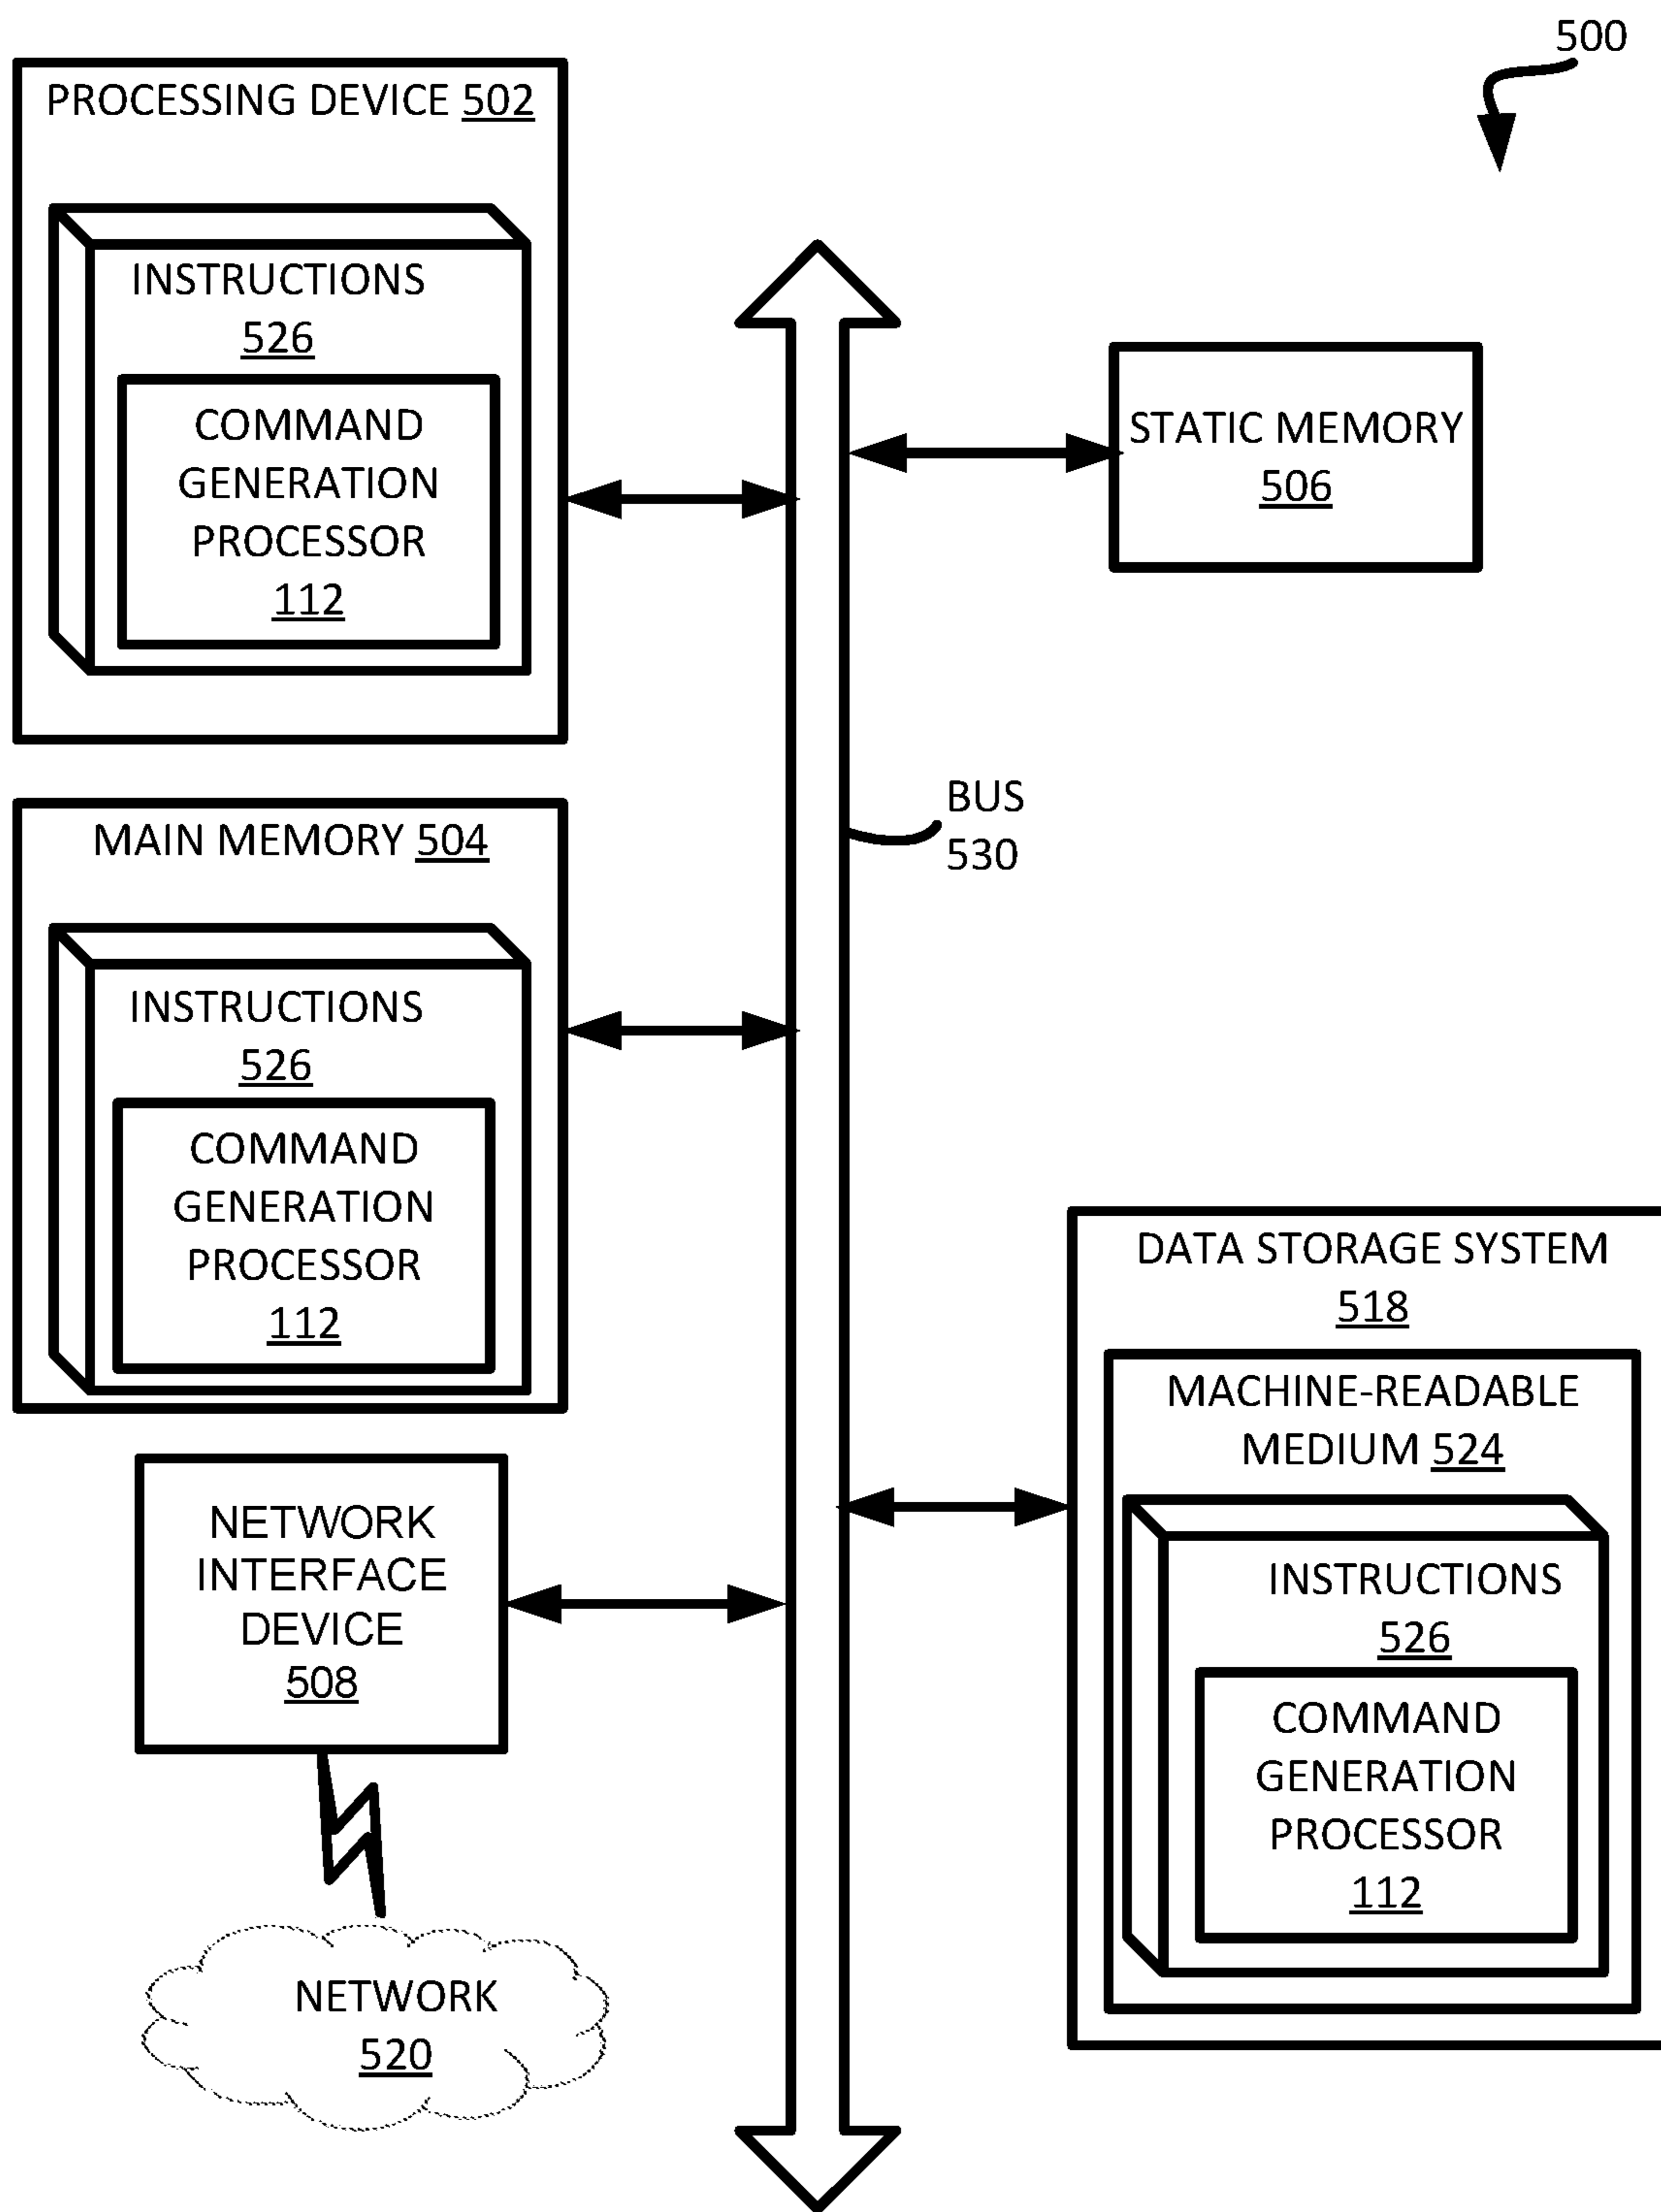 500
PROCESSING DEVICE 502
INSTRUCTIONS
526
COMMAND
GENERATION
PROCESSOR
112
STATIC MEMORY
506
BUS
530
MAIN MEMORY 504
INSTRUCTIONS
526
COMMAND
GENERATION
PROCESSOR
112
DATA STORAGE SYSTEM
518
MACHINE-READABLE
MEDIUM 524
INSTRUCTIONS
526
COMMAND
GENERATION
PROCESSOR
112
NETWORK
INTERFACE
DEVICE
508
NETWORK
520